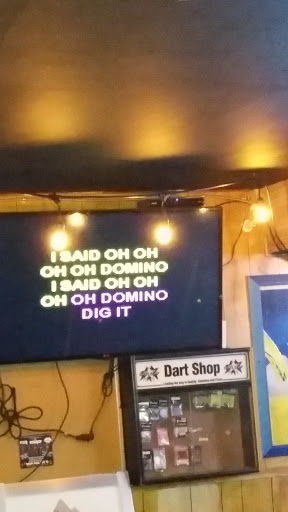 I SAID OH OH
OH OH DOMINO
I SAID OH OH
OH OH DOMINO
DIG IT
Dart Shop